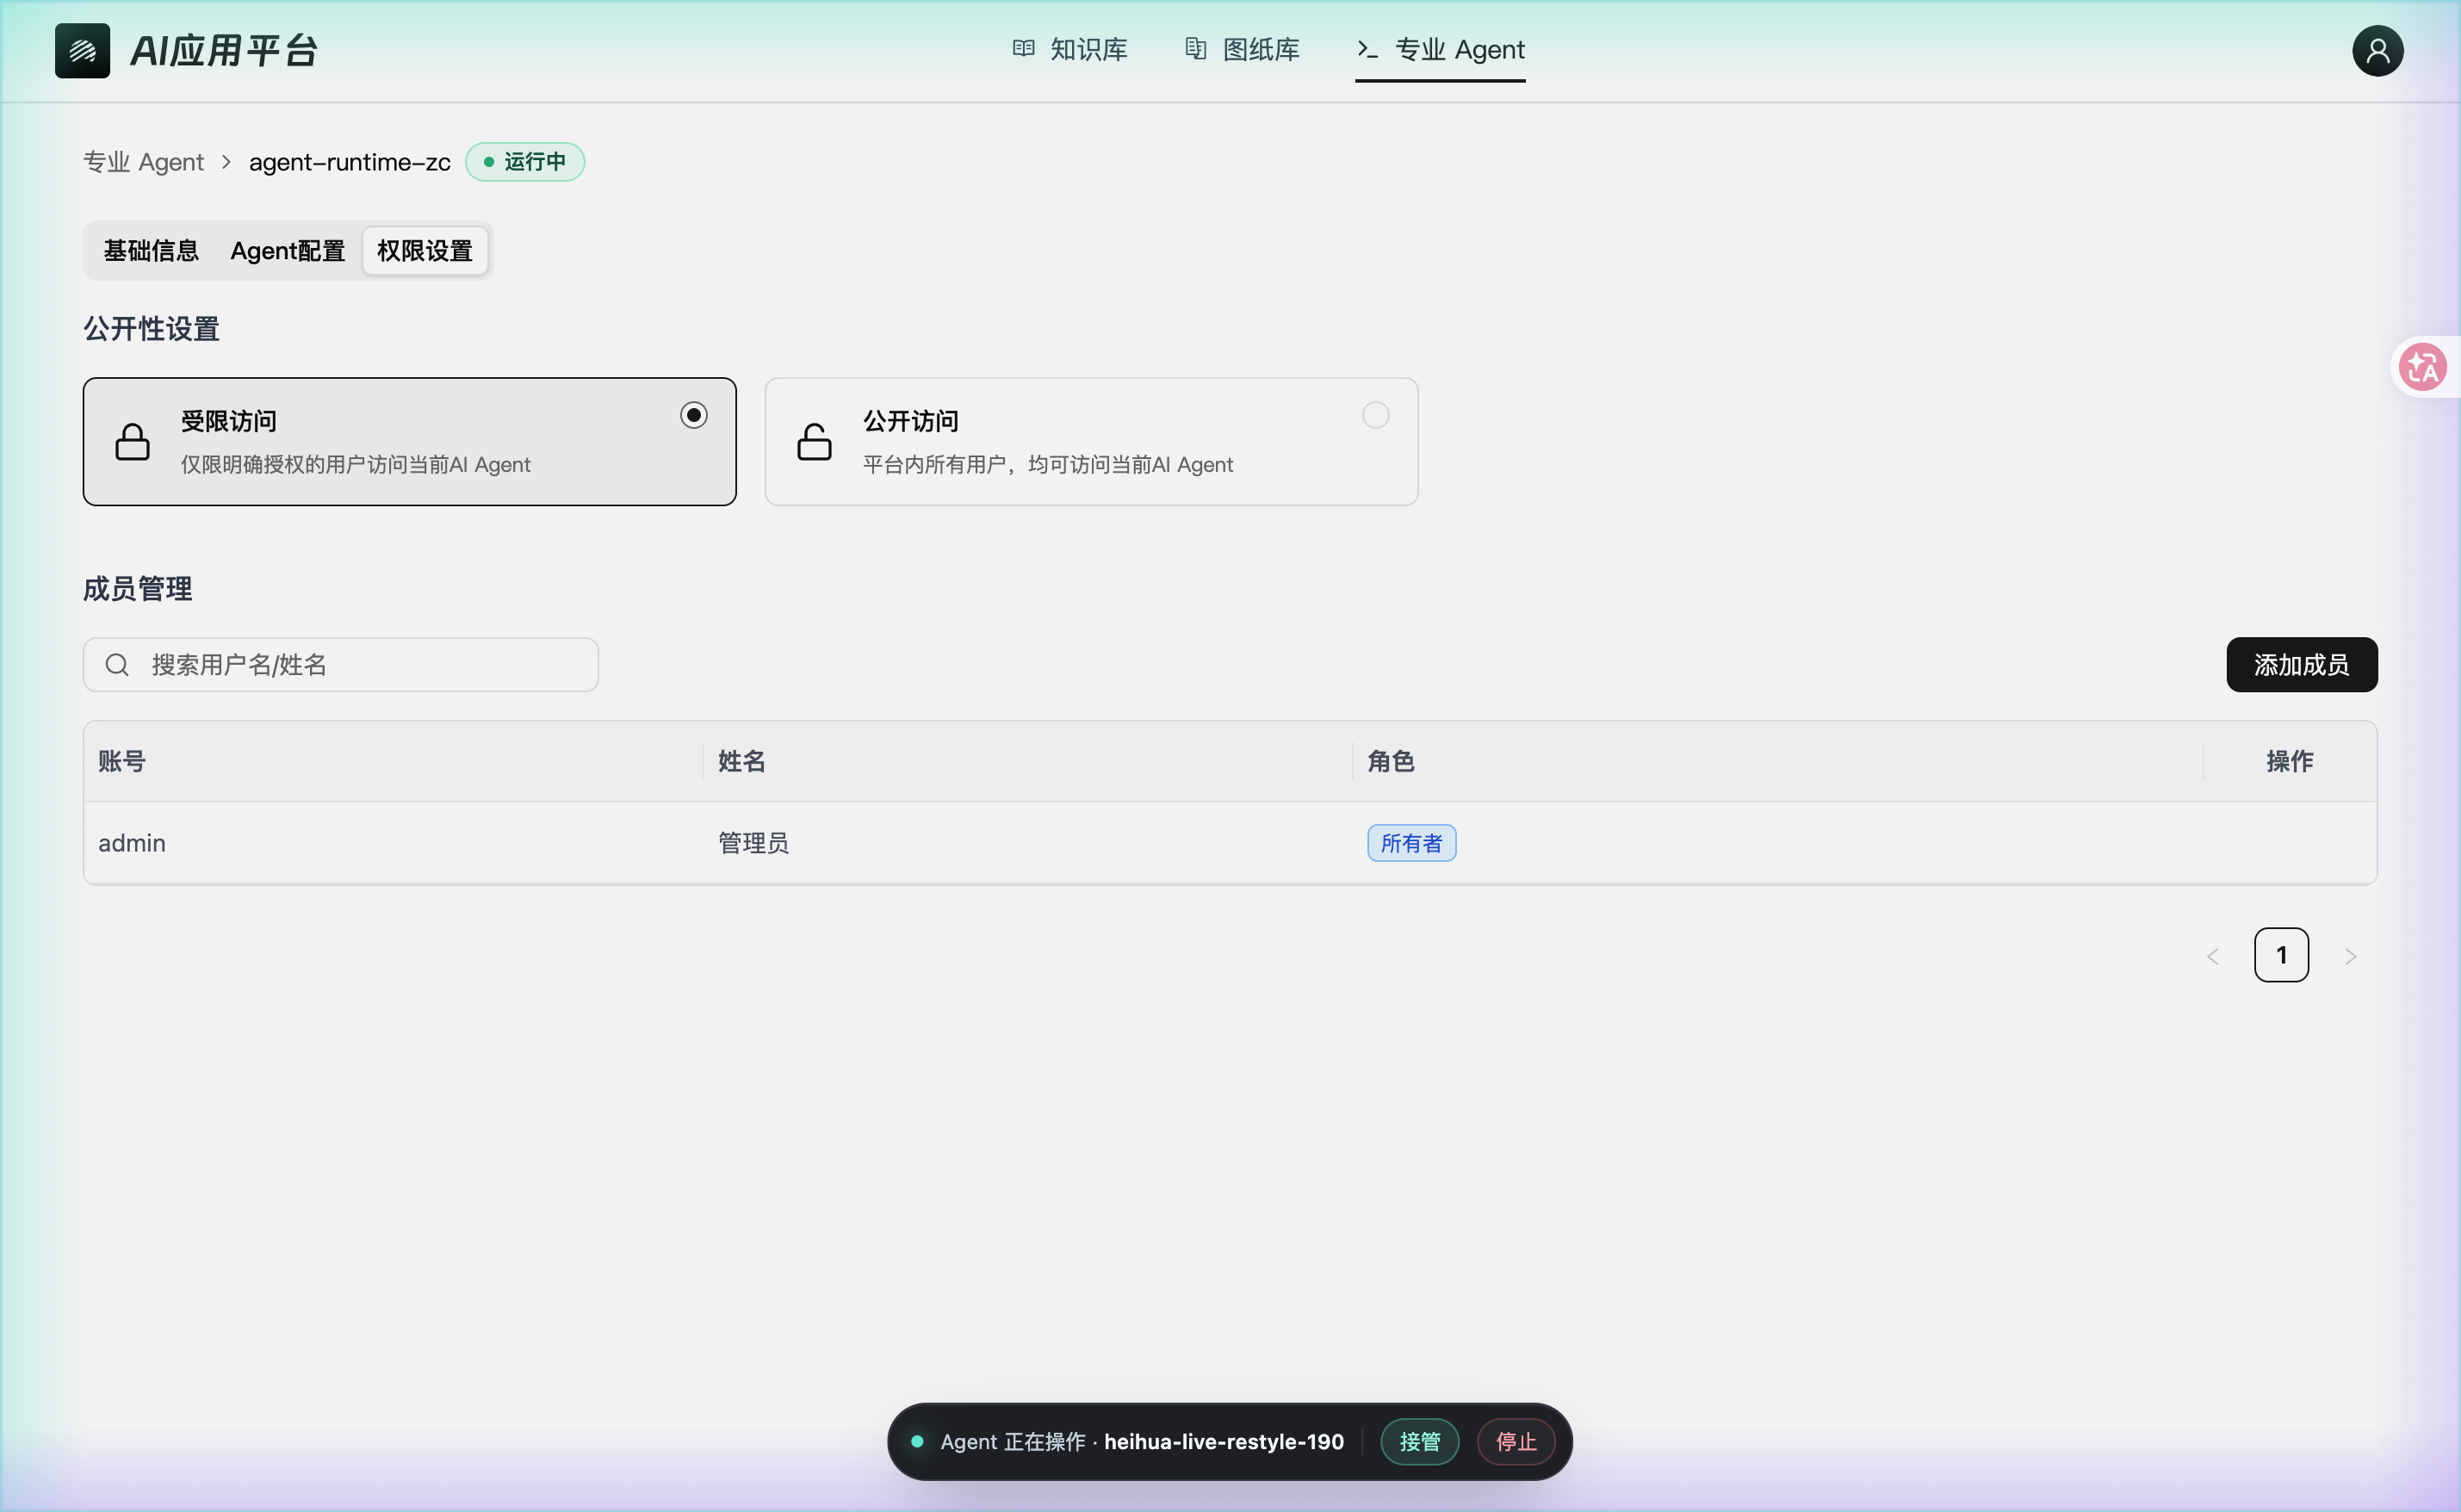 AI应用平台
知识库
图纸库
专业 Agent
专业 Agent > agent-runtime-zc 运行中
基础信息 Agent配置 权限设置
公开性设置
受限访问
仅限明确授权的用户访问当前AI Agent
公开访问
平台内所有用户，均可访问当前AI Agent
成员管理
搜索用户名/姓名
添加成员
账号 姓名 角色 操作
admin 管理员 所有者
< 1 >
Agent 正在操作 · heihua-live-restyle-190 接管 停止